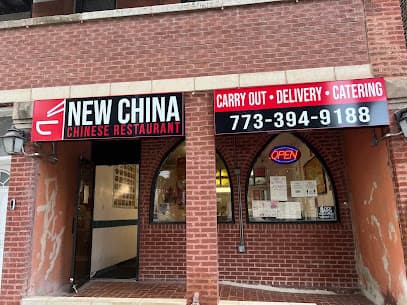 NEW CHINA
CHINESE RESTAURANT
CARRY OUT • DELIVERY • CATERING
773-394-9188
OPEN